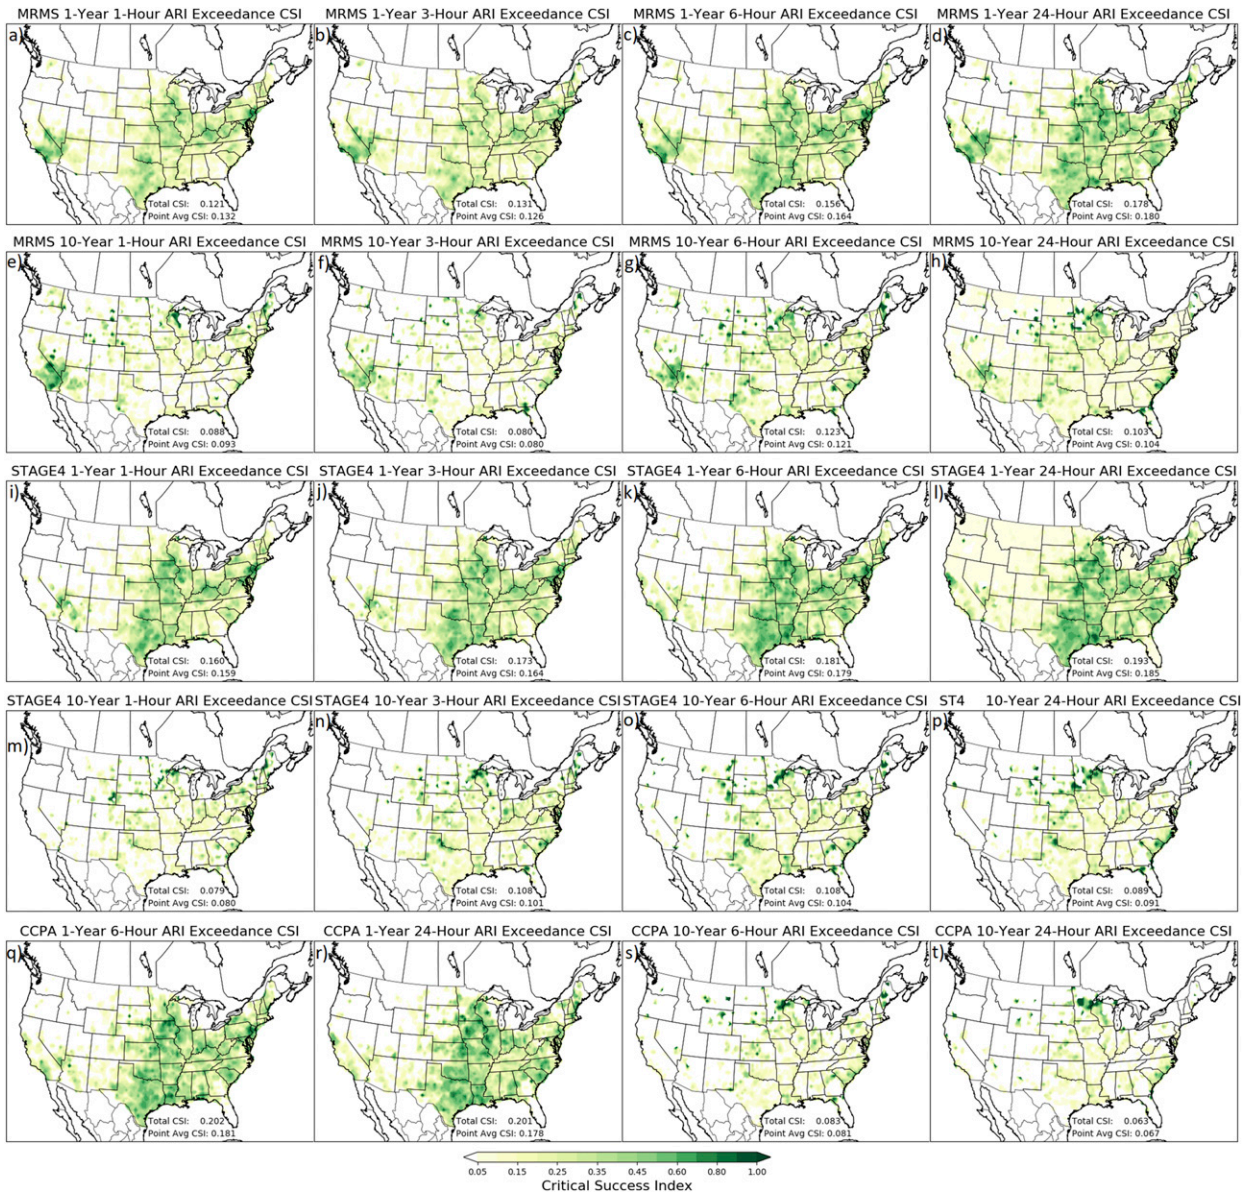 MRMS 1-Year 1-Hour ARI Exceedance CSI
MRMS 1-Year 3-Hour ARI Exceedance CSI
MRMS 1-Year 6-Hour ARI Exceedance CSI
MRMS 1-Year 24-Hour ARI Exceedance CSI
a)
b)
c)
d)
Total CSI: 0.121
Point Avg CSI: 0.132
Total CSI: 0.131
Point Avg CSI: 0.126
Total CSI: 0.156
Point Avg CSI: 0.164
Total CSI: 0.178
Point Avg CSI: 0.180
MRMS 10-Year 1-Hour ARI Exceedance CSI
MRMS 10-Year 3-Hour ARI Exceedance CSI
MRMS 10-Year 6-Hour ARI Exceedance CSI
MRMS 10-Year 24-Hour ARI Exceedance CSI
e)
f)
g)
h)
Total CSI: 0.088
Point Avg CSI: 0.093
Total CSI: 0.080
Point Avg CSI: 0.080
Total CSI: 0.123
Point Avg CSI: 0.121
Total CSI: 0.103
Point Avg CSI: 0.104
STAGE4 1-Year 1-Hour ARI Exceedance CSI
STAGE4 1-Year 3-Hour ARI Exceedance CSI
STAGE4 1-Year 6-Hour ARI Exceedance CSI
STAGE4 1-Year 24-Hour ARI Exceedance CSI
i)
j)
k)
l)
Total CSI: 0.160
Point Avg CSI: 0.159
Total CSI: 0.173
Point Avg CSI: 0.164
Total CSI: 0.181
Point Avg CSI: 0.179
Total CSI: 0.193
Point Avg CSI: 0.185
STAGE4 10-Year 1-Hour ARI Exceedance CSI
STAGE4 10-Year 3-Hour ARI Exceedance CSI
STAGE4 10-Year 6-Hour ARI Exceedance CSI
ST4 10-Year 24-Hour ARI Exceedance CSI
m)
n)
o)
p)
Total CSI: 0.079
Point Avg CSI: 0.080
Total CSI: 0.108
Point Avg CSI: 0.101
Total CSI: 0.108
Point Avg CSI: 0.104
Total CSI: 0.089
Point Avg CSI: 0.091
CCPA 1-Year 6-Hour ARI Exceedance CSI
CCPA 1-Year 24-Hour ARI Exceedance CSI
CCPA 10-Year 6-Hour ARI Exceedance CSI
CCPA 10-Year 24-Hour ARI Exceedance CSI
q)
r)
s)
t)
Total CSI: 0.202
Point Avg CSI: 0.181
Total CSI: 0.201
Point Avg CSI: 0.178
Total CSI: 0.083
Point Avg CSI: 0.081
Total CSI: 0.063
Point Avg CSI: 0.067
0.05 0.15 0.25 0.35 0.45 0.60 0.80 1.00
Critical Success Index